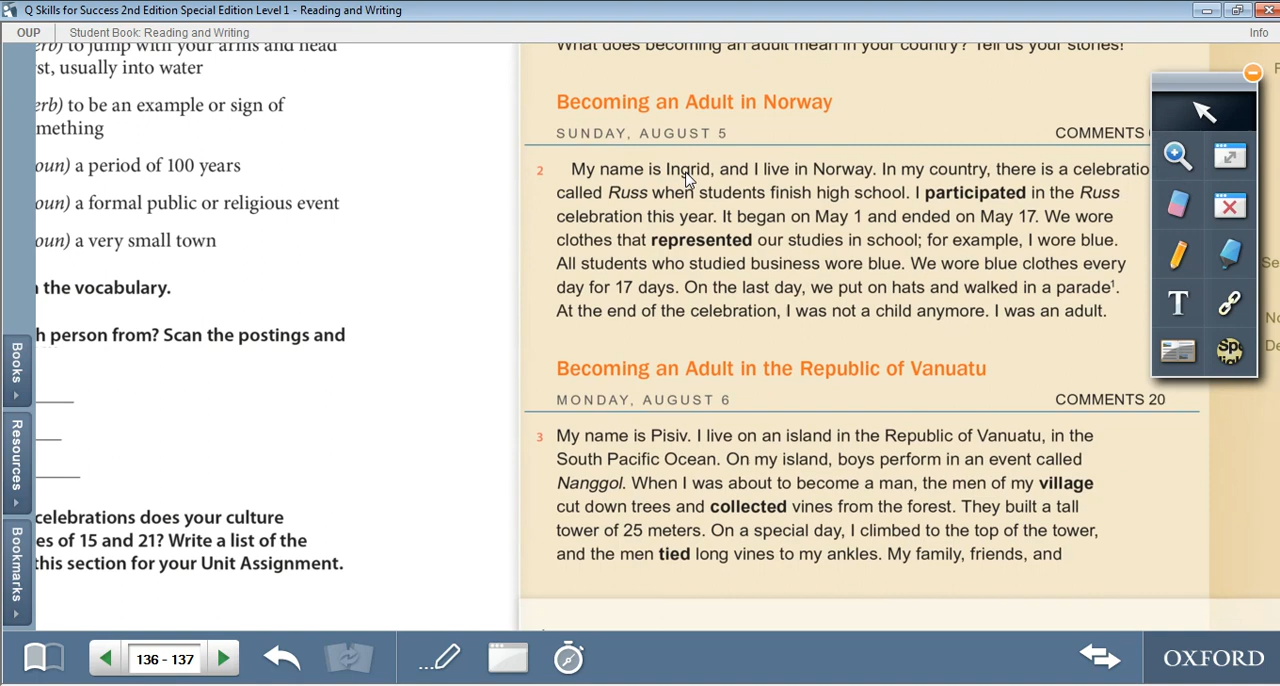 Q Skills for Success 2nd Edition Special Edition Level 1 - Reading and Writing
OUP
Student Book: Reading and Writing
Info
to jump with your arms and head
usually into water
to be an example or sign of
a period of 100 years
a formal public or religious event
a very small town
the vocabulary.
person from? Scan the postings and
celebrations does your culture
of 15 and 21? Write a list of the
this section for your Unit Assignment.
What does becoming an adult mean in your country? Tell us your stories!
Becoming an Adult in Norway
SUNDAY, AUGUST 5
COMMENTS
2 My name is Ingrid, and I live in Norway. In my country, there is a celebratio
called Russ when students finish high school. I participated in the Russ
celebration this year. It began on May 1 and ended on May 17. We wore
clothes that represented our studies in school; for example, I wore blue.
All students who studied business wore blue. We wore blue clothes every
day for 17 days. On the last day, we put on hats and walked in a parade¹.
At the end of the celebration, I was not a child anymore. I was an adult.
Becoming an Adult in the Republic of Vanuatu
MONDAY, AUGUST 6
COMMENTS 20
3 My name is Pisiv. I live on an island in the Republic of Vanuatu, in the
South Pacific Ocean. On my island, boys perform in an event called
Nanggol. When I was about to become a man, the men of my village
cut down trees and collected vines from the forest. They built a tall
tower of 25 meters. On a special day, I climbed to the top of the tower,
and the men tied long vines to my ankles. My family, friends, and
T
Books
Resources
Bookmarks
136 - 137
OXFORD